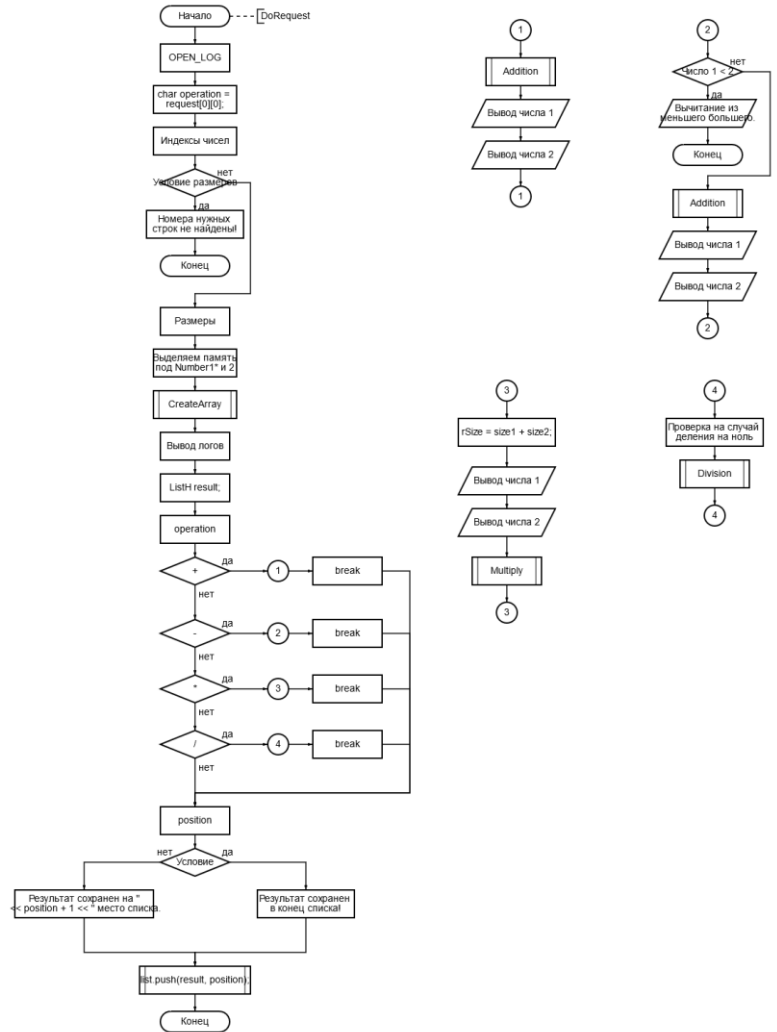 Начало
DoRequest
OPEN_LOG
char operation =
request[0][0];
Индексы чисел
Условие размеров
нет
да
Номера нужных
строк не найдены!
Конец
Размеры
Выделяем память
под Number1" и 2
CreateArray
Вывод логов
ListH result;
operation
+
да
1
break
нет
-
да
2
break
нет
*
да
3
break
нет
/
да
4
break
нет
position
нет
Условие
да
Результат сохранен на "
<< position + 1 << " место списка.
Результат сохранен
в конец списка!
list.push(result, position);
Конец
1
Addition
Вывод числа 1
Вывод числа 2
1
2
Число 1 < 2
нет
да
Вычитание из
меньшего большего.
Конец
Addition
Вывод числа 1
Вывод числа 2
2
3
rSize = size1 + size2;
Вывод числа 1
Вывод числа 2
Multiply
3
4
Проверка на случай
деления на ноль
Division
4